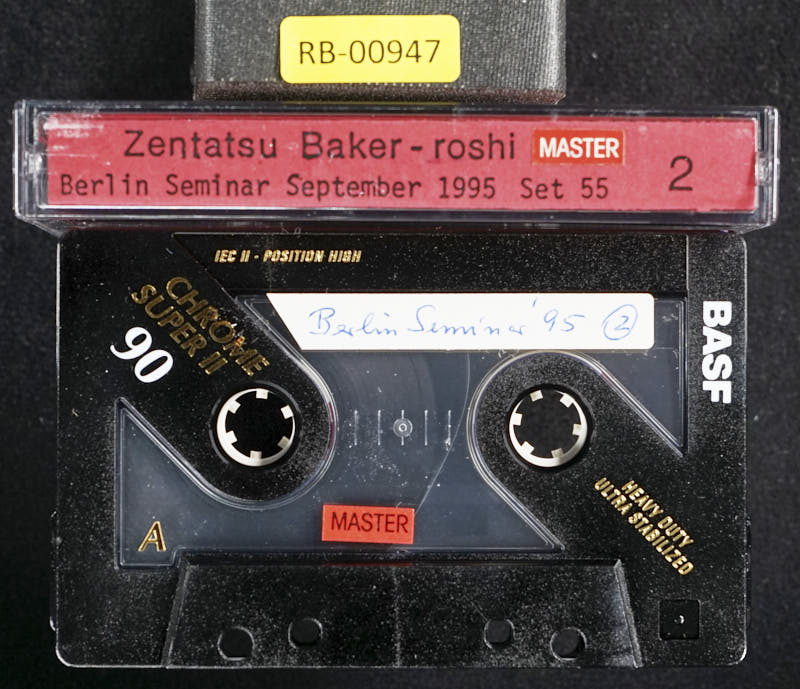 RB-00947
Zentatsu Baker-roshi MASTER
Berlin Seminar September 1995 Set 55 2
IEC II · POSITION HIGH
CHROME
SUPER II
90
Berlin Seminar '95 2
BASF
HEAVY DUTY
ULTRA STABILIZED
MASTER
A